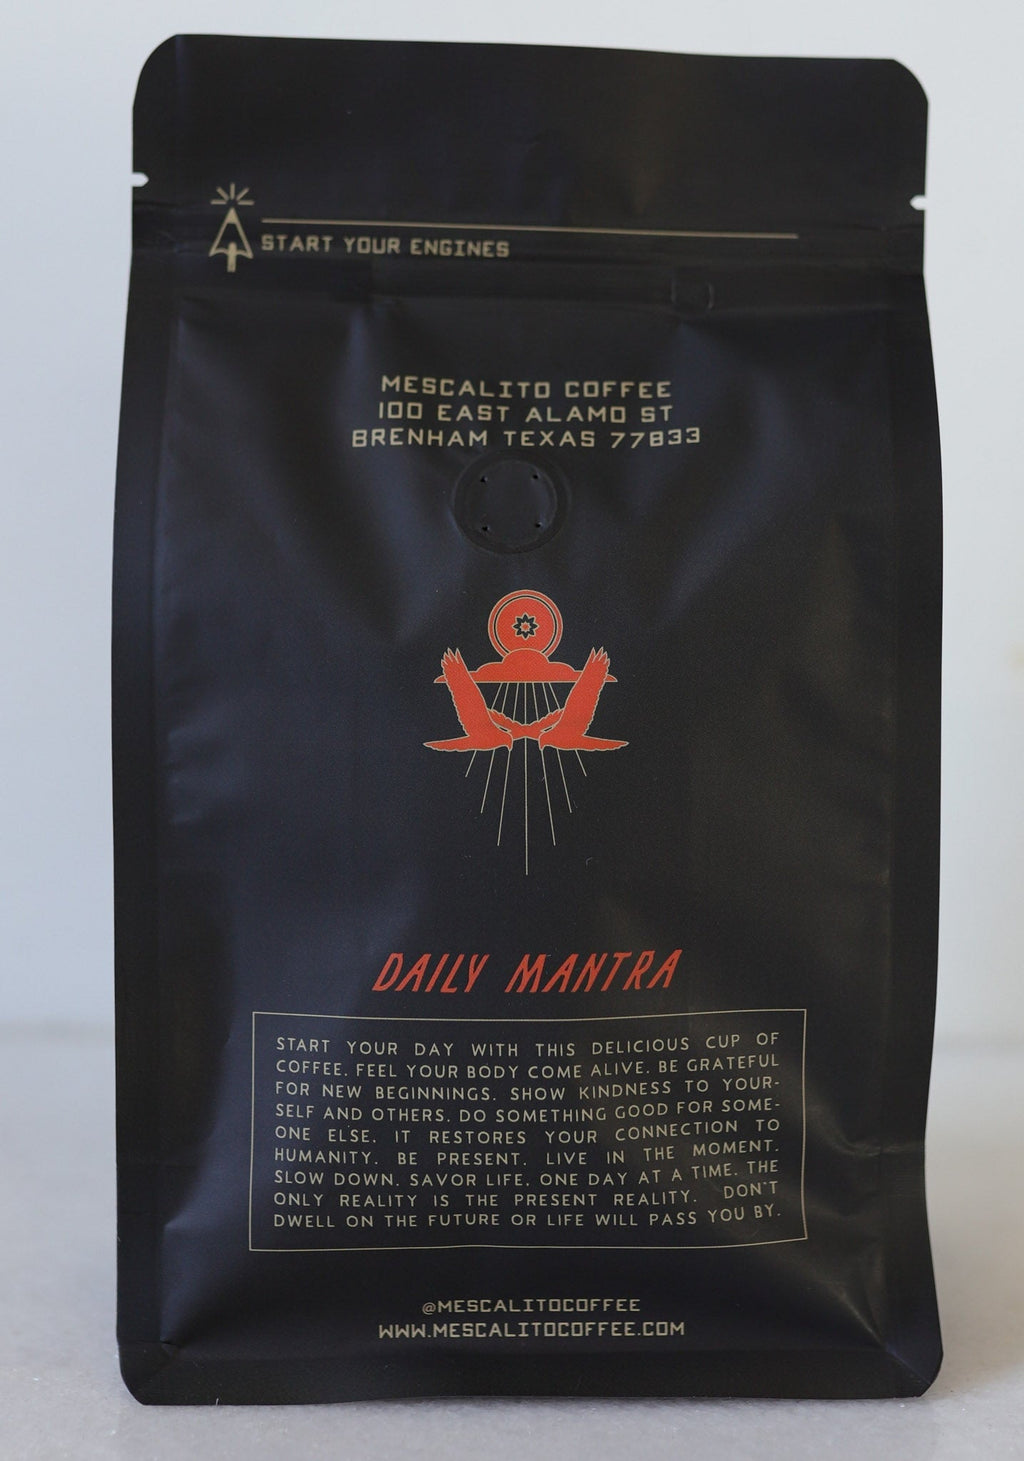 START YOUR ENGINES
MESCALITO COFFEE
100 EAST ALAMO ST
BRENHAM TEXAS 77833
DAILY MANTRA
START YOUR DAY WITH THIS DELICIOUS CUP OF
COFFEE. FEEL YOUR BODY COME ALIVE. BE GRATEFUL
FOR NEW BEGINNINGS. SHOW KINDNESS TO YOUR-
SELF AND OTHERS. DO SOMETHING GOOD FOR SOME-
ONE ELSE. IT RESTORES YOUR CONNECTION TO
HUMANITY. BE PRESENT. LIVE IN THE MOMENT.
SLOW DOWN. SAVOR LIFE. ONE DAY AT A TIME. THE
ONLY REALITY IS THE PRESENT REALITY. DON'T
DWELL ON THE FUTURE OR LIFE WILL PASS YOU BY.
@MESCALITOCOFFEE
WWW.MESCALITOCOFFEE.COM